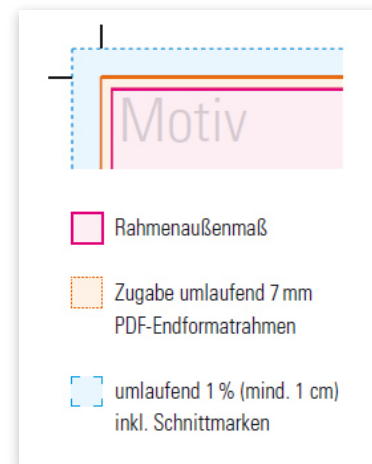 Motiv
Rahmenaußenmaß
Zugabe umlaufend 7 mm
PDF-Endformatrahmen
umlaufend 1 % (mind. 1 cm)
inkl. Schnittmarken